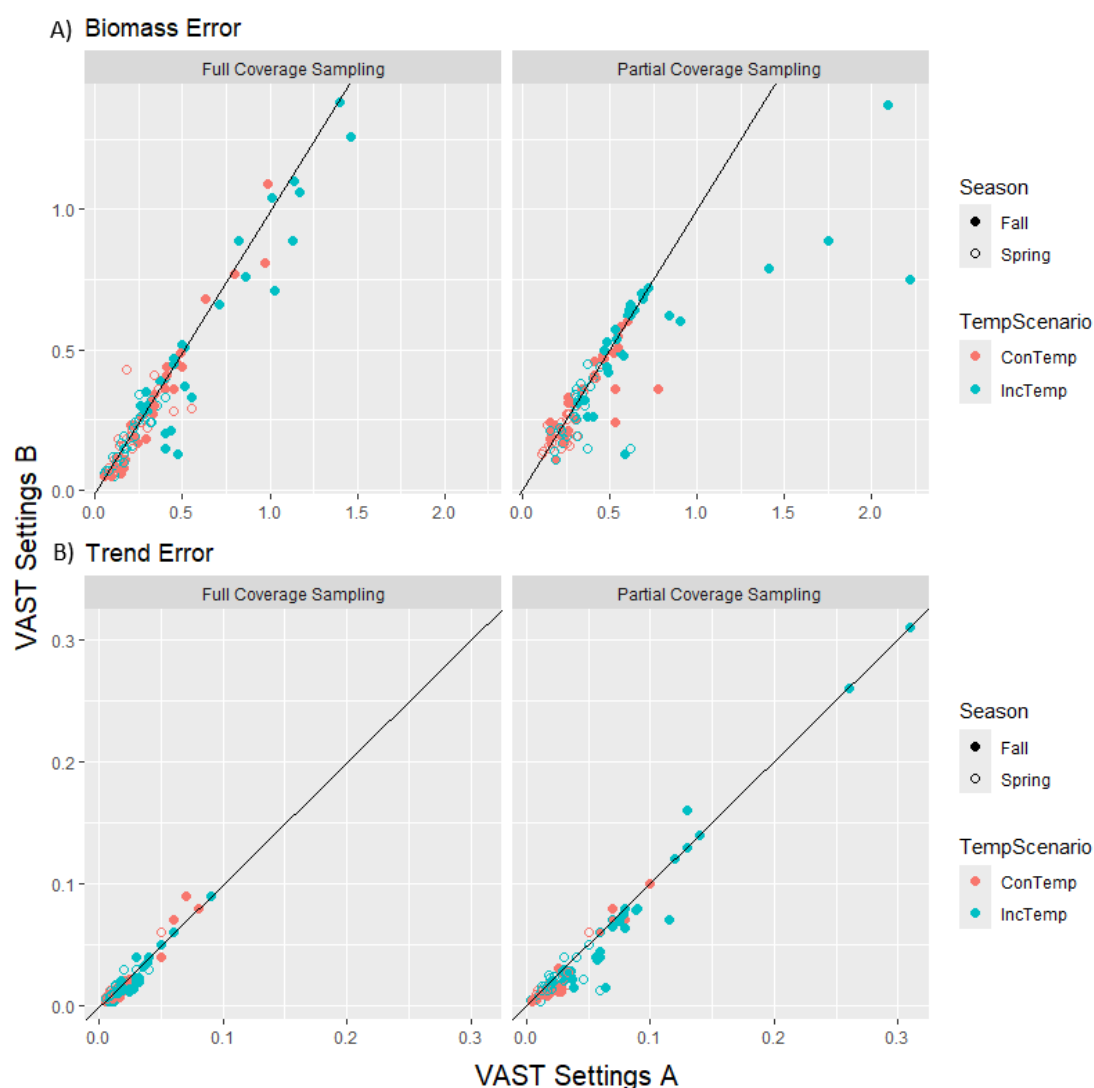 A) Biomass Error
Full Coverage Sampling
Partial Coverage Sampling
1.0
0.5
0.0
0.0 0.5 1.0 1.5 2.0
0.0 0.5 1.0 1.5 2.0
Season
Fall
Spring
TempScenario
ConTemp
IncTemp
VAST Settings B
B) Trend Error
Full Coverage Sampling
Partial Coverage Sampling
0.3
0.2
0.1
0.0
0.0 0.1 0.2 0.3
0.0 0.1 0.2 0.3
Season
Fall
Spring
TempScenario
ConTemp
IncTemp
VAST Settings A